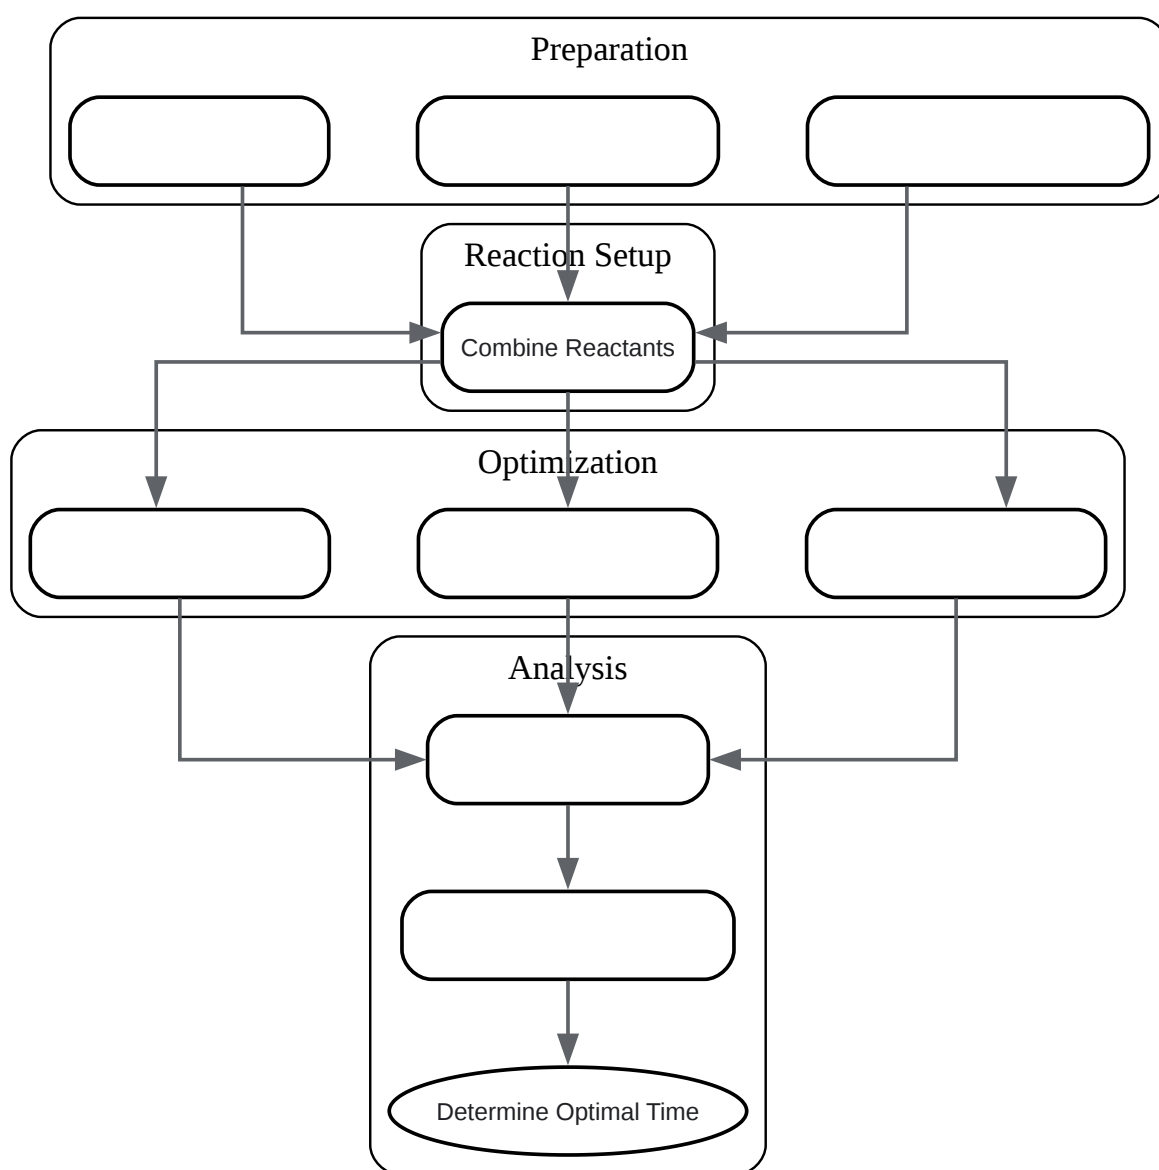 Preparation
Reaction Setup
Combine Reactants
Optimization
Analysis
Determine Optimal Time